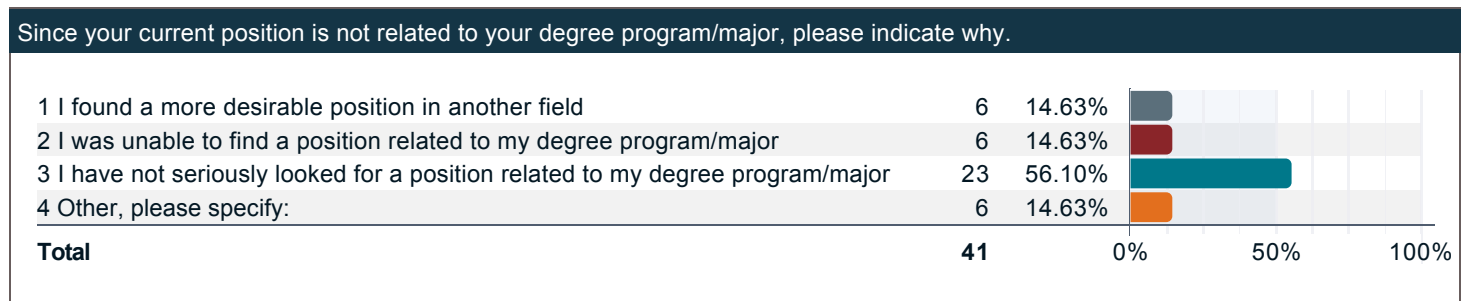 Since your current position is not related to your degree program/major, please indicate why.
1 I found a more desirable position in another field 6 14.63%
2 I was unable to find a position related to my degree program/major 6 14.63%
3 I have not seriously looked for a position related to my degree program/major 23 56.10%
4 Other, please specify: 6 14.63%
Total 41 0% 50% 100%